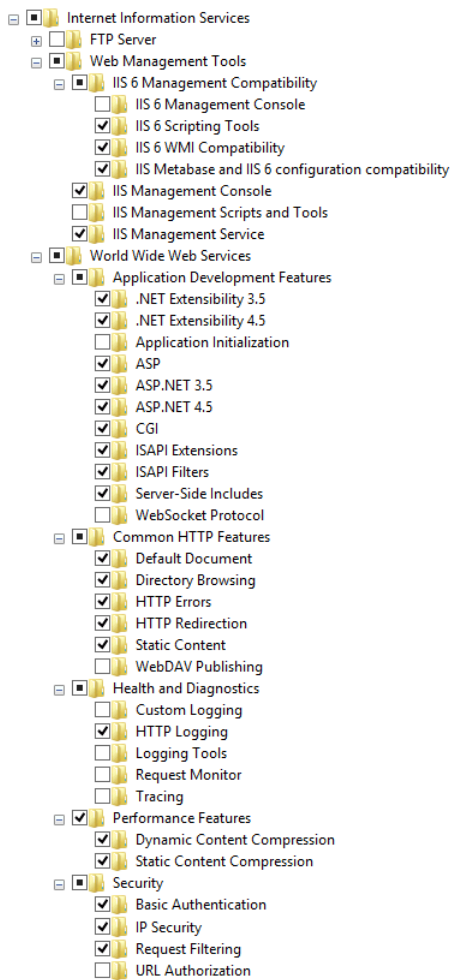 Internet Information Services
FTP Server
Web Management Tools
IIS 6 Management Compatibility
IIS 6 Management Console
IIS 6 Scripting Tools
IIS 6 WMI Compatibility
IIS Metabase and IIS 6 configuration compatibility
IIS Management Console
IIS Management Scripts and Tools
IIS Management Service
World Wide Web Services
Application Development Features
.NET Extensibility 3.5
.NET Extensibility 4.5
Application Initialization
ASP
ASP.NET 3.5
ASP.NET 4.5
CGI
ISAPI Extensions
ISAPI Filters
Server-Side Includes
WebSocket Protocol
Common HTTP Features
Default Document
Directory Browsing
HTTP Errors
HTTP Redirection
Static Content
WebDAV Publishing
Health and Diagnostics
Custom Logging
HTTP Logging
Logging Tools
Request Monitor
Tracing
Performance Features
Dynamic Content Compression
Static Content Compression
Security
Basic Authentication
IP Security
Request Filtering
URL Authorization